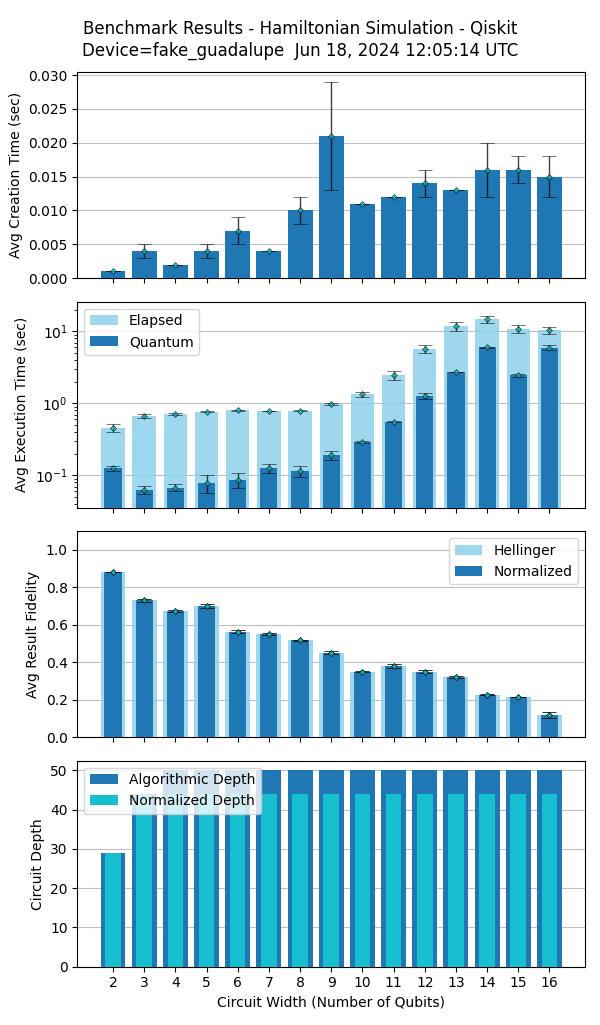 Benchmark Results - Hamiltonian Simulation - Qiskit
Device=fake_guadalupe Jun 18, 2024 12:05:14 UTC
Avg Creation Time (sec)
0.030
0.025
0.020
0.015
0.010
0.005
0.000
Avg Execution Time (sec)
10¹
10⁰
10⁻¹
Elapsed
Quantum
Avg Result Fidelity
1.0
0.8
0.6
0.4
0.2
0.0
Hellinger
Normalized
Circuit Depth
50
40
30
20
10
0
Algorithmic Depth
Normalized Depth
2 3 4 5 6 7 8 9 10 11 12 13 14 15 16
Circuit Width (Number of Qubits)